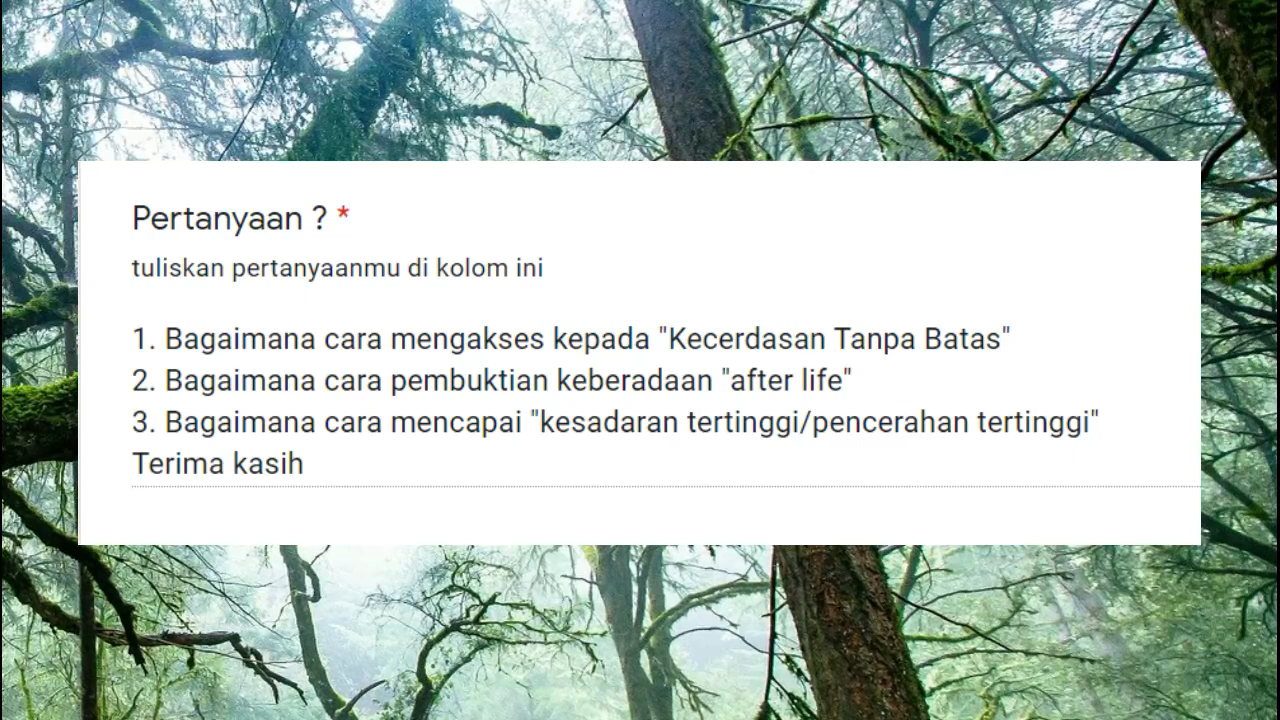 Pertanyaan ? *
tuliskan pertanyaanmu di kolom ini
1. Bagaimana cara mengakses kepada "Kecerdasan Tanpa Batas"
2. Bagaimana cara pembuktian keberadaan "after life"
3. Bagaimana cara mencapai "kesadaran tertinggi/pencerahan tertinggi"
Terima kasih